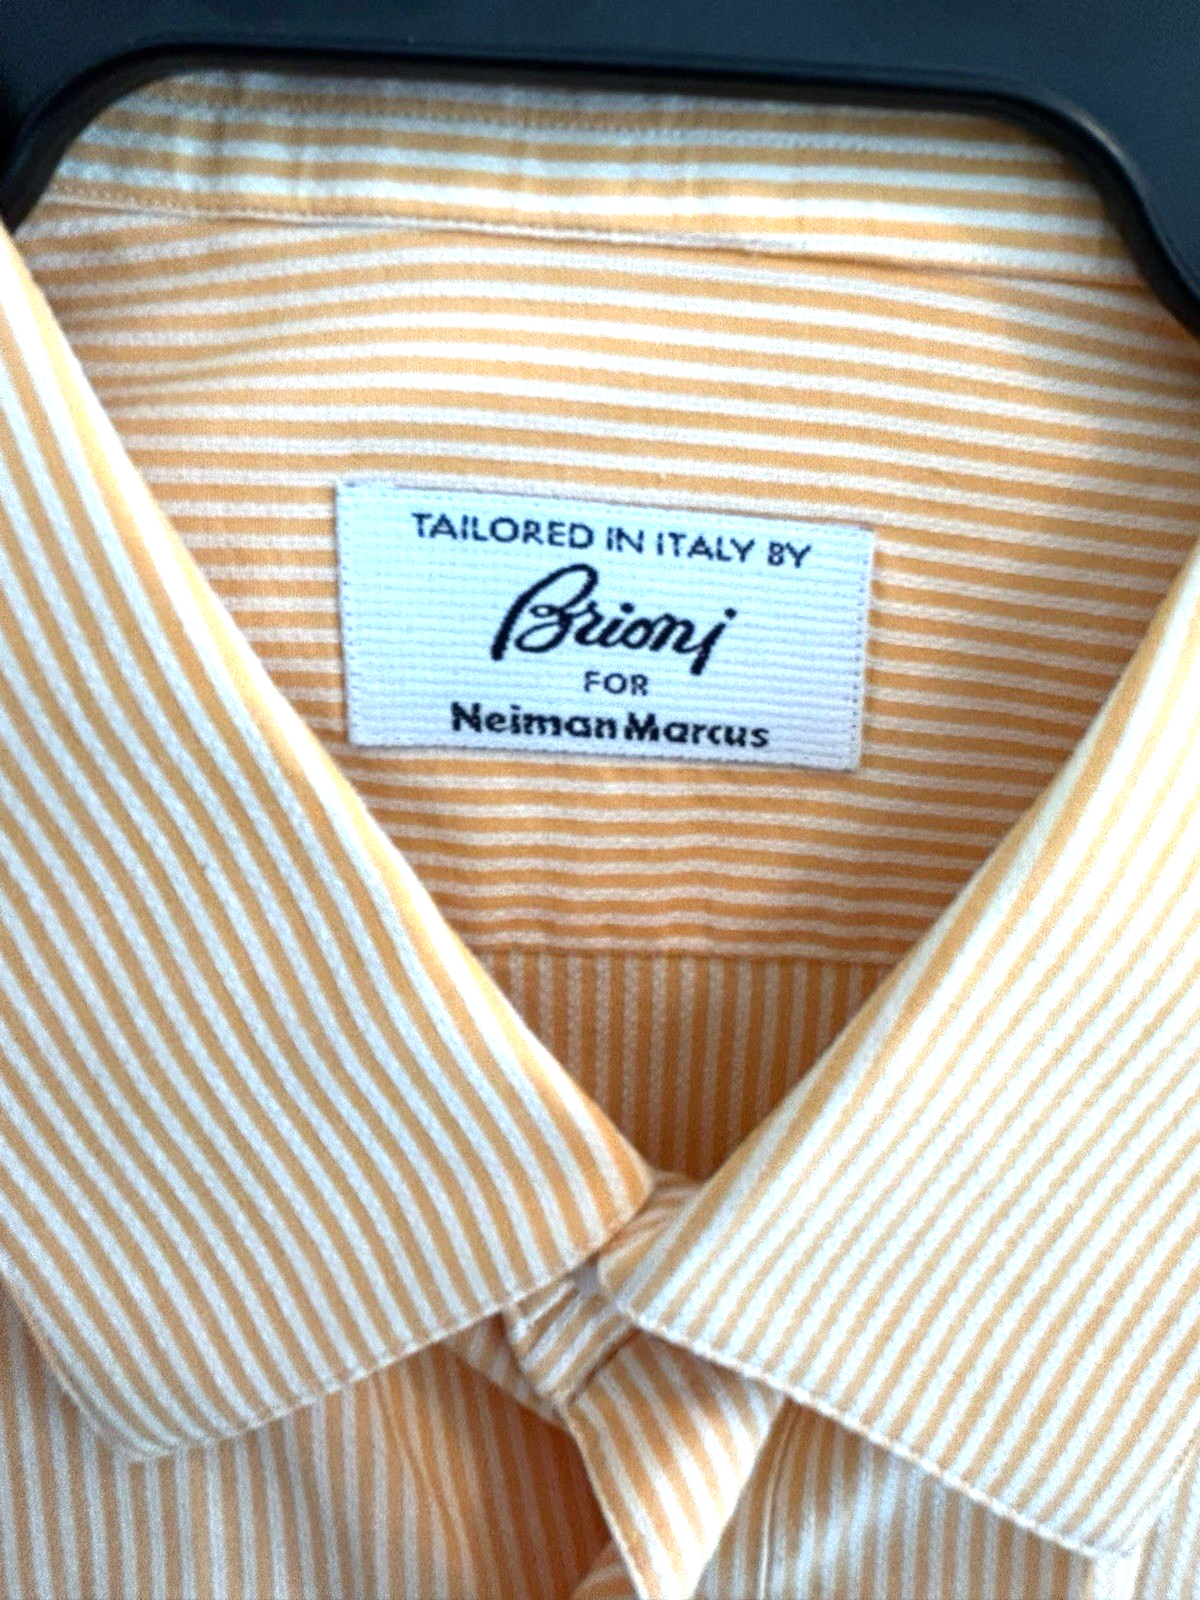 TAILORED IN ITALY BY
Brioni
FOR
Neiman Marcus